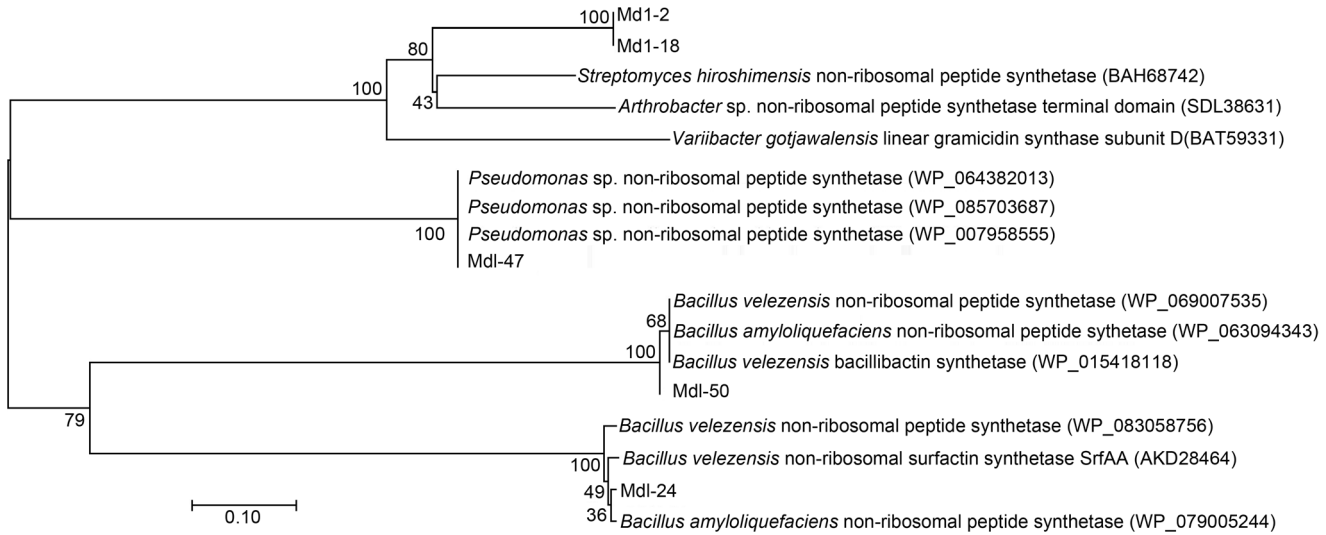 100 Md1-2
Md1-18
80
Streptomyces hiroshimensis non-ribosomal peptide synthetase (BAH68742)
100
43
Arthrobacter sp. non-ribosomal peptide synthetase terminal domain (SDL38631)
Variibacter gotjawalensis linear gramicidin synthase subunit D(BAT59331)
Pseudomonas sp. non-ribosomal peptide synthetase (WP_064382013)
Pseudomonas sp. non-ribosomal peptide synthetase (WP_085703687)
100
Pseudomonas sp. non-ribosomal peptide synthetase (WP_007958555)
Mdl-47
Bacillus velezensis non-ribosomal peptide synthetase (WP_069007535)
68
Bacillus amyloliquefaciens non-ribosomal peptide sythetase (WP_063094343)
100
Bacillus velezensis bacillibactin synthetase (WP_015418118)
Mdl-50
79
Bacillus velezensis non-ribosomal peptide synthetase (WP_083058756)
100
Bacillus velezensis non-ribosomal surfactin synthetase SrfAA (AKD28464)
49
Mdl-24
36
Bacillus amyloliquefaciens non-ribosomal peptide synthetase (WP_079005244)
0.10